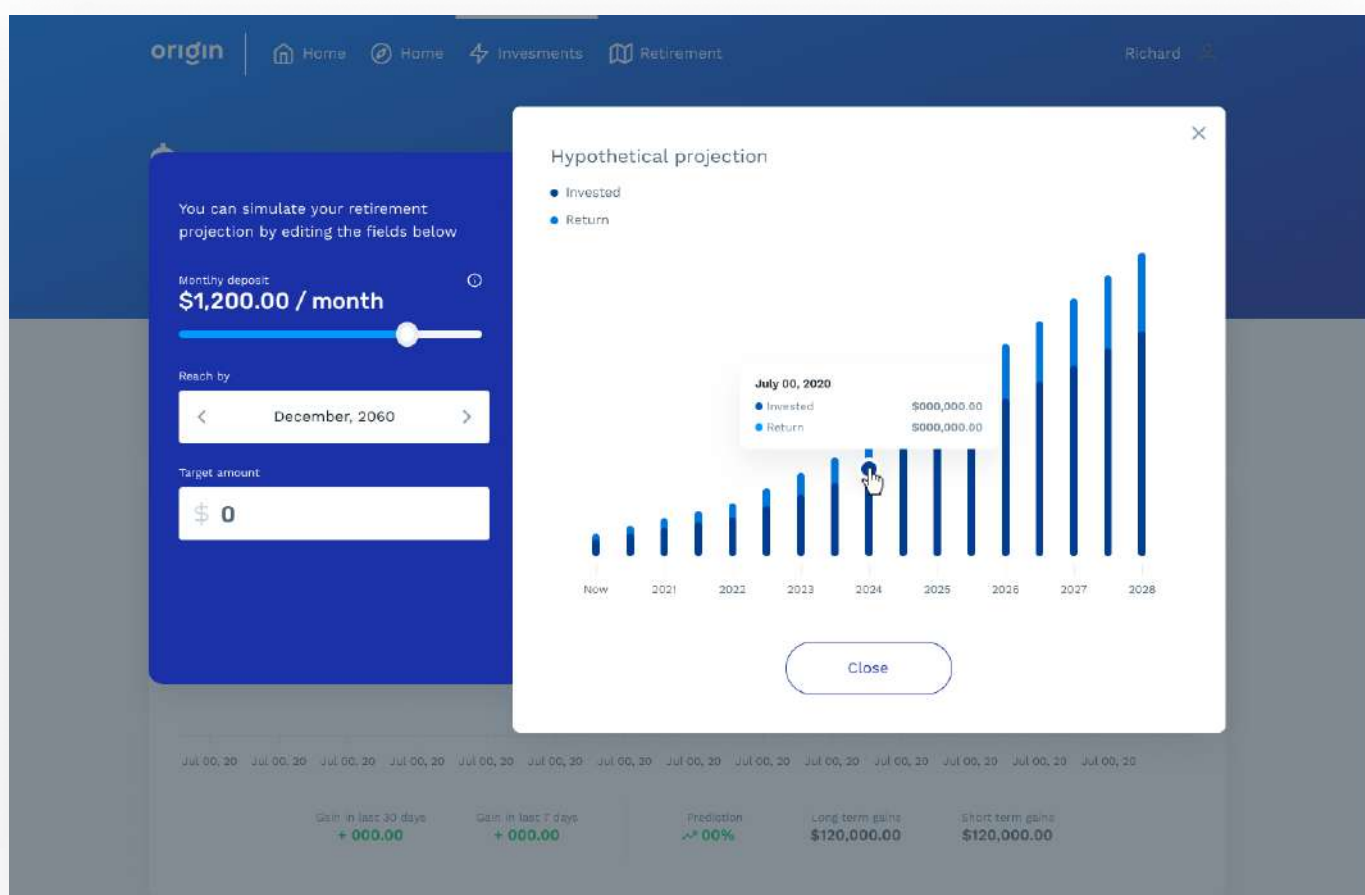 origin
Home
Home
Invesments
Retirement
Richard
You can simulate your retirement
projection by editing the fields below
Montlhy deposit
$1,200.00 / month
Reach by
December, 2060
Target amount
$ 0
Hypothetical projection
Invested
Return
July 00, 2020
Invested $000,000.00
Return $000,000.00
Now 2021 2022 2023 2024 2025 2026 2027 2028
Close
Jul 00, 20 Jul 00, 20 Jul 00, 20 Jul 00, 20 Jul 00, 20 Jul 00, 20 Jul 00, 20 Jul 00, 20 Jul 00, 20 Jul 00, 20 Jul 00, 20 Jul 00, 20 Jul 00, 20 Jul 00, 20
Gain in last 30 days
+ 000.00
Gain in last 7 days
+ 000.00
Prediction
00%
Long term gains
$120,000.00
Short term gains
$120,000.00